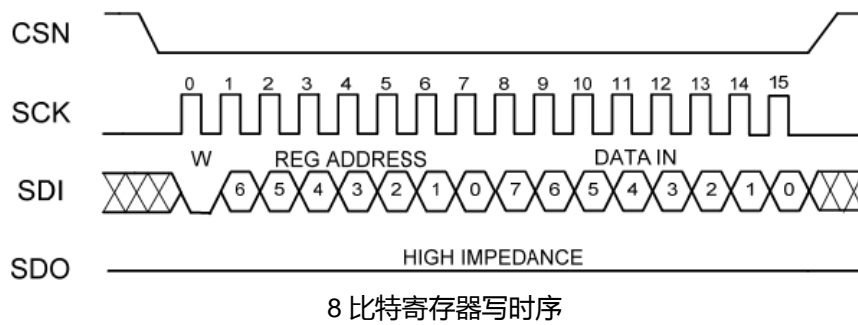 CSN
0 1 2 3 4 5 6 7 8 9 10 11 12 13 14 15
SCK
W REG ADDRESS DATA IN
SDI 6 5 4 3 2 1 0 7 6 5 4 3 2 1 0
HIGH IMPEDANCE
SDO
8 比特寄存器写时序